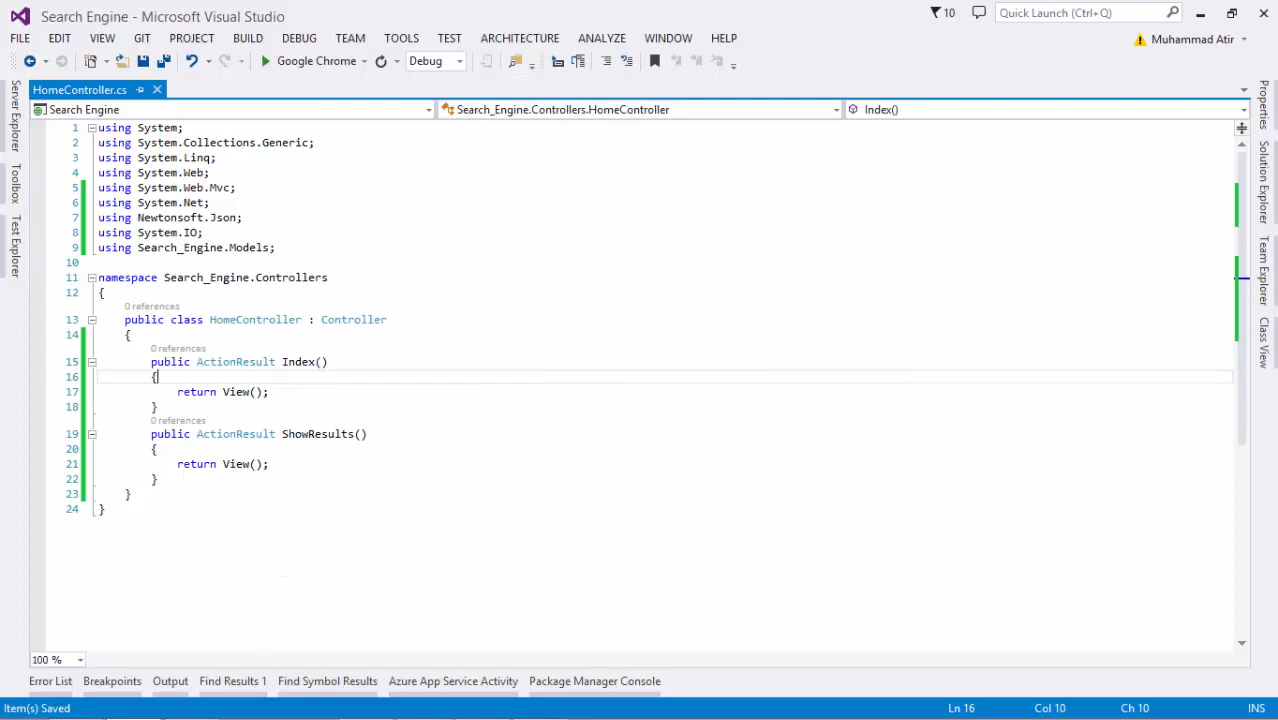 Search Engine - Microsoft Visual Studio
10
Quick Launch (Ctrl+Q)
FILE EDIT VIEW GIT PROJECT BUILD DEBUG TEAM TOOLS TEST ARCHITECTURE ANALYZE WINDOW HELP
Muhammad Atir
Google Chrome
Debug
HomeController.cs
Search Engine
Search_Engine.Controllers.HomeController
Index()
Server Explorer
Toolbox
Test Explorer
1 using System;
2 using System.Collections.Generic;
3 using System.Linq;
4 using System.Web;
5 using System.Web.Mvc;
6 using System.Net;
7 using Newtonsoft.Json;
8 using System.IO;
9 using Search_Engine.Models;
10
11 namespace Search_Engine.Controllers
12 {
0 references
13 public class HomeController : Controller
14 {
0 references
15 public ActionResult Index()
16 {
17 return View();
18 }
0 references
19 public ActionResult ShowResults()
20 {
21 return View();
22 }
23 }
24 }
Properties
Solution Explorer
Team Explorer
Class View
100 %
Error List Breakpoints Output Find Results 1 Find Symbol Results Azure App Service Activity Package Manager Console
Item(s) Saved
Ln 16 Col 10 Ch 10 INS